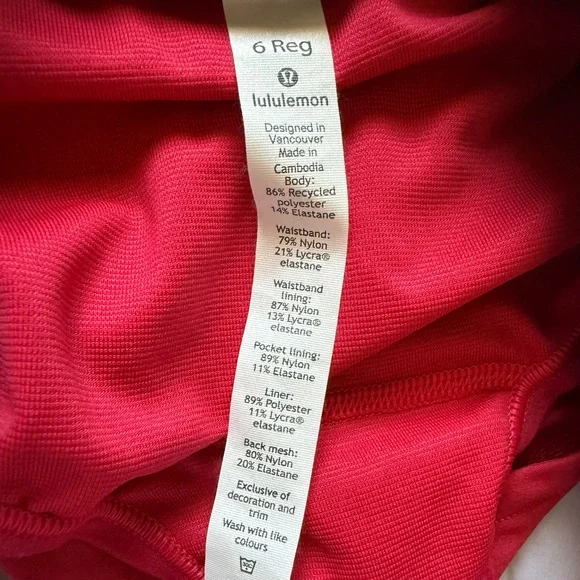 6 Reg
lululemon
Designed in
Vancouver
Made in
Cambodia
Body:
86% Recycled
polyester
14% Elastane
Waistband:
79% Nylon
21% Lycra®
elastane
Waistband
lining:
87% Nylon
13% Lycra®
elastane
Pocket lining:
89% Nylon
11% Elastane
Liner:
89% Polyester
11% Lycra®
elastane
Back mesh:
80% Nylon
20% Elastane
Exclusive of
decoration and
trim
Wash with like
colours
30C